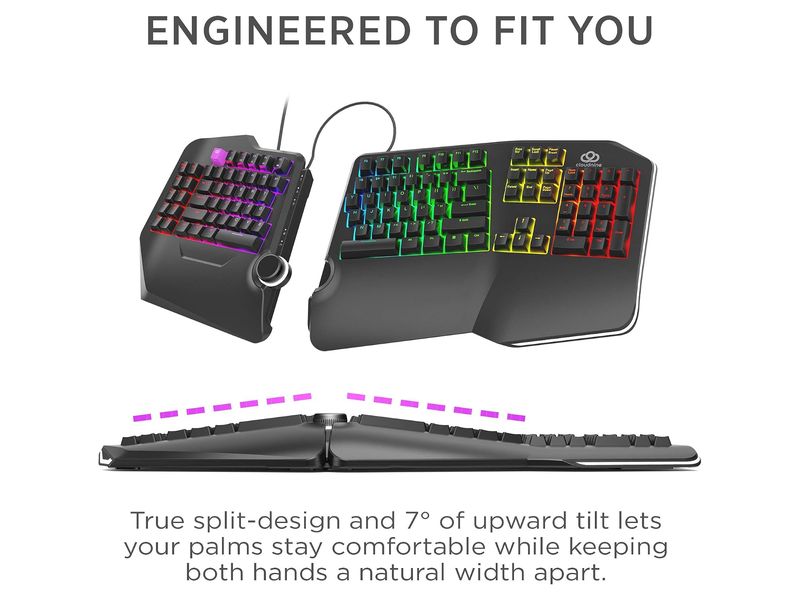 ENGINEERED TO FIT YOU
cloudnine
True split-design and 7° of upward tilt lets
your palms stay comfortable while keeping
both hands a natural width apart.